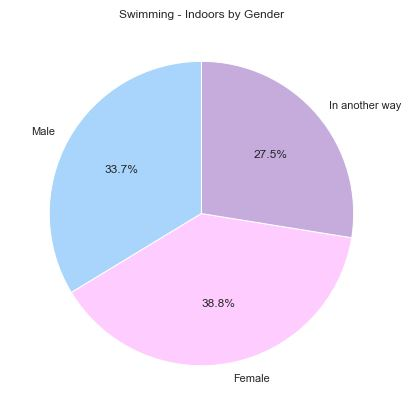 Swimming - Indoors by Gender
In another way
Male
33.7%
27.5%
38.8%
Female